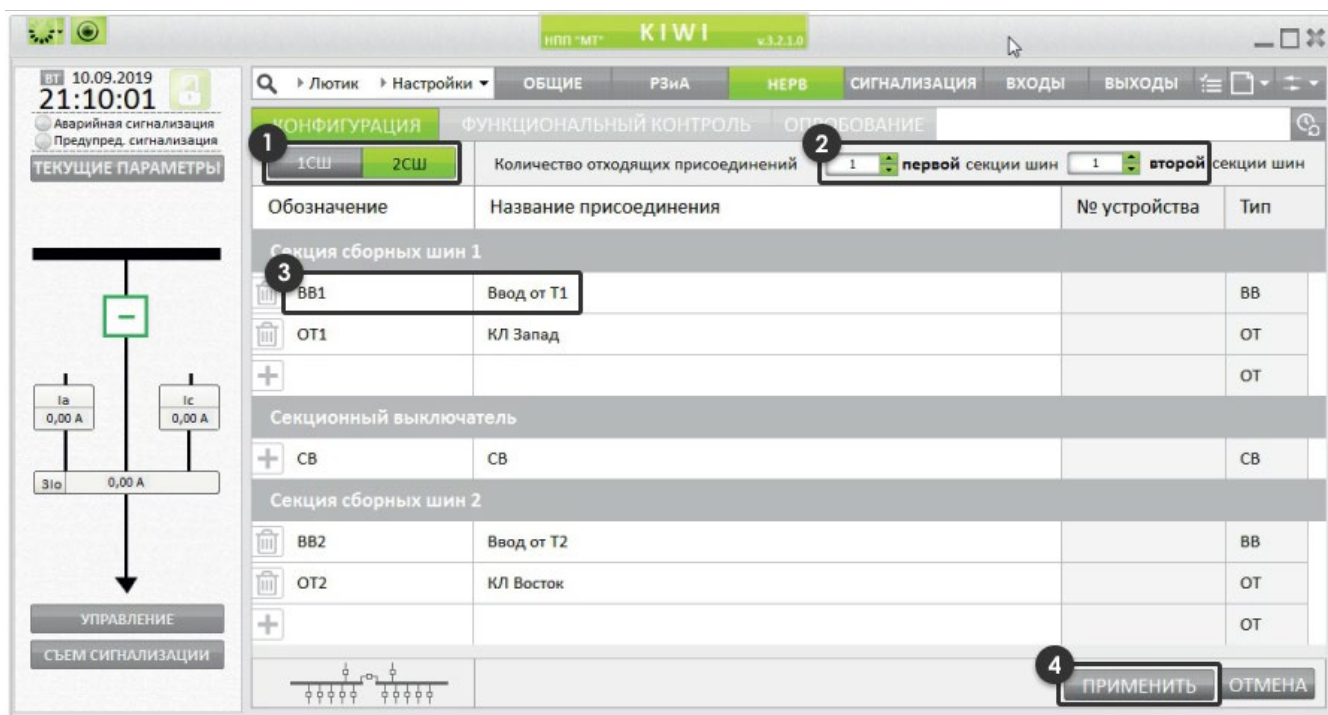 НПП "МТ" KIWI v.3.2.1.0
ВТ 10.09.2019
21:10:01
Аварийная сигнализация
Предупред. сигнализация
ТЕКУЩИЕ ПАРАМЕТРЫ
Ia
0,00 A
Ic
0,00 A
3Io 0,00 A
УПРАВЛЕНИЕ
СЪЕМ СИГНАЛИЗАЦИИ
Лютик Настройки ОБЩИЕ РЗиА НЕРВ СИГНАЛИЗАЦИЯ ВХОДЫ ВЫХОДЫ
КОНФИГУРАЦИЯ ФУНКЦИОНАЛЬНЫЙ КОНТРОЛЬ ОПРОБОВАНИЕ
1 2
1СШ 2СШ Количество отходящих присоединений 1 первой секции шин 1 второй секции шин
Обозначение Название присоединения № устройства Тип
Секция сборных шин 1
3
ВВ1 Ввод от Т1 ВВ
ОТ1 КЛ Запад ОТ
ОТ
Секционный выключатель
СВ СВ СВ
Секция сборных шин 2
ВВ2 Ввод от Т2 ВВ
ОТ2 КЛ Восток ОТ
ОТ
4
ПРИМЕНИТЬ ОТМЕНА